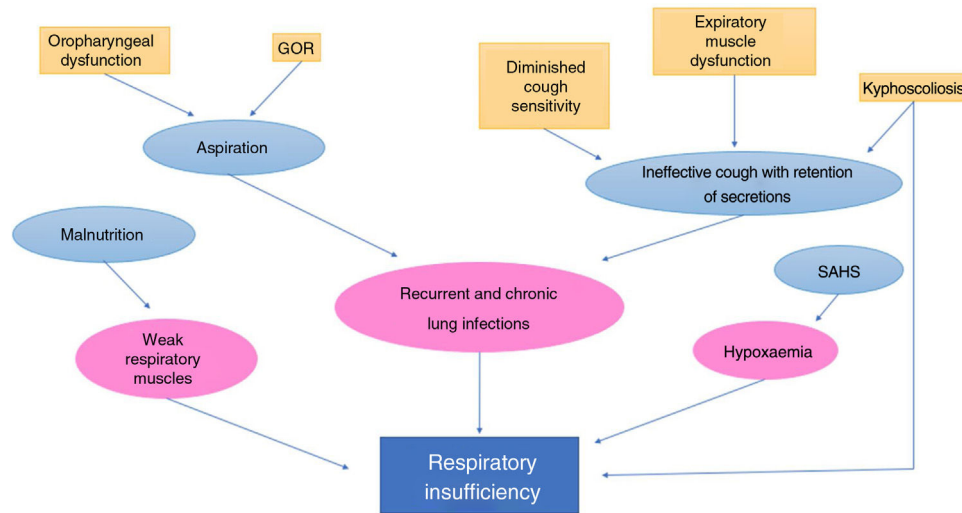 Oropharyngeal
dysfunction
GOR
Diminished
cough
sensitivity
Expiratory
muscle
dysfunction
Kyphoscoliosis
Aspiration
Ineffective cough with retention
of secretions
Malnutrition
SAHS
Recurrent and chronic
lung infections
Weak
respiratory
muscles
Hypoxaemia
Respiratory
insufficiency